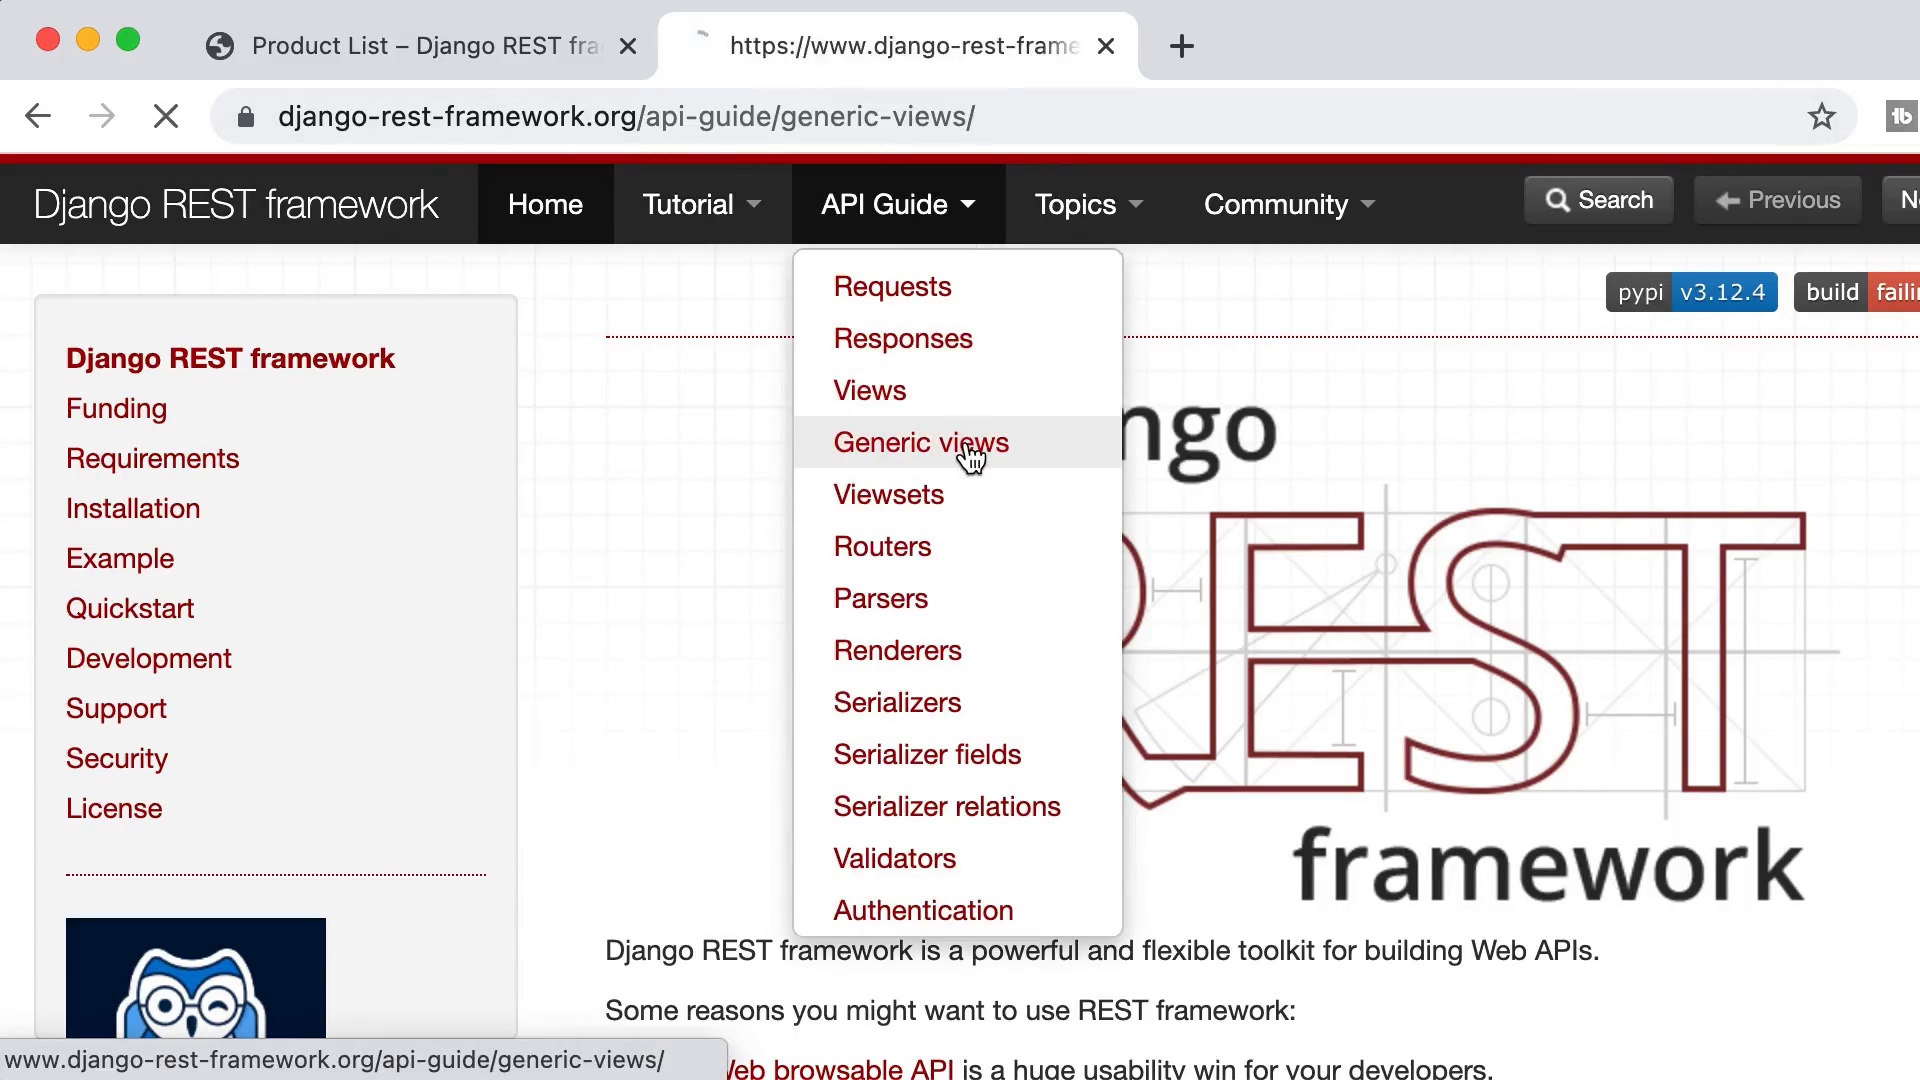 Product List – Django REST fra
https://www.django-rest-frame
django-rest-framework.org/api-guide/generic-views/
Django REST framework
Home
Tutorial
API Guide
Topics
Community
Search
Previous
pypi v3.12.4
build failin
Requests
Responses
Views
Generic views
Viewsets
Routers
Parsers
Renderers
Serializers
Serializer fields
Serializer relations
Validators
Authentication
Django REST framework
Funding
Requirements
Installation
Example
Quickstart
Development
Support
Security
License
ngo
REST
framework
Django REST framework is a powerful and flexible toolkit for building Web APIs.
Some reasons you might want to use REST framework:
Web browsable API is a huge usability win for your developers.
www.django-rest-framework.org/api-guide/generic-views/